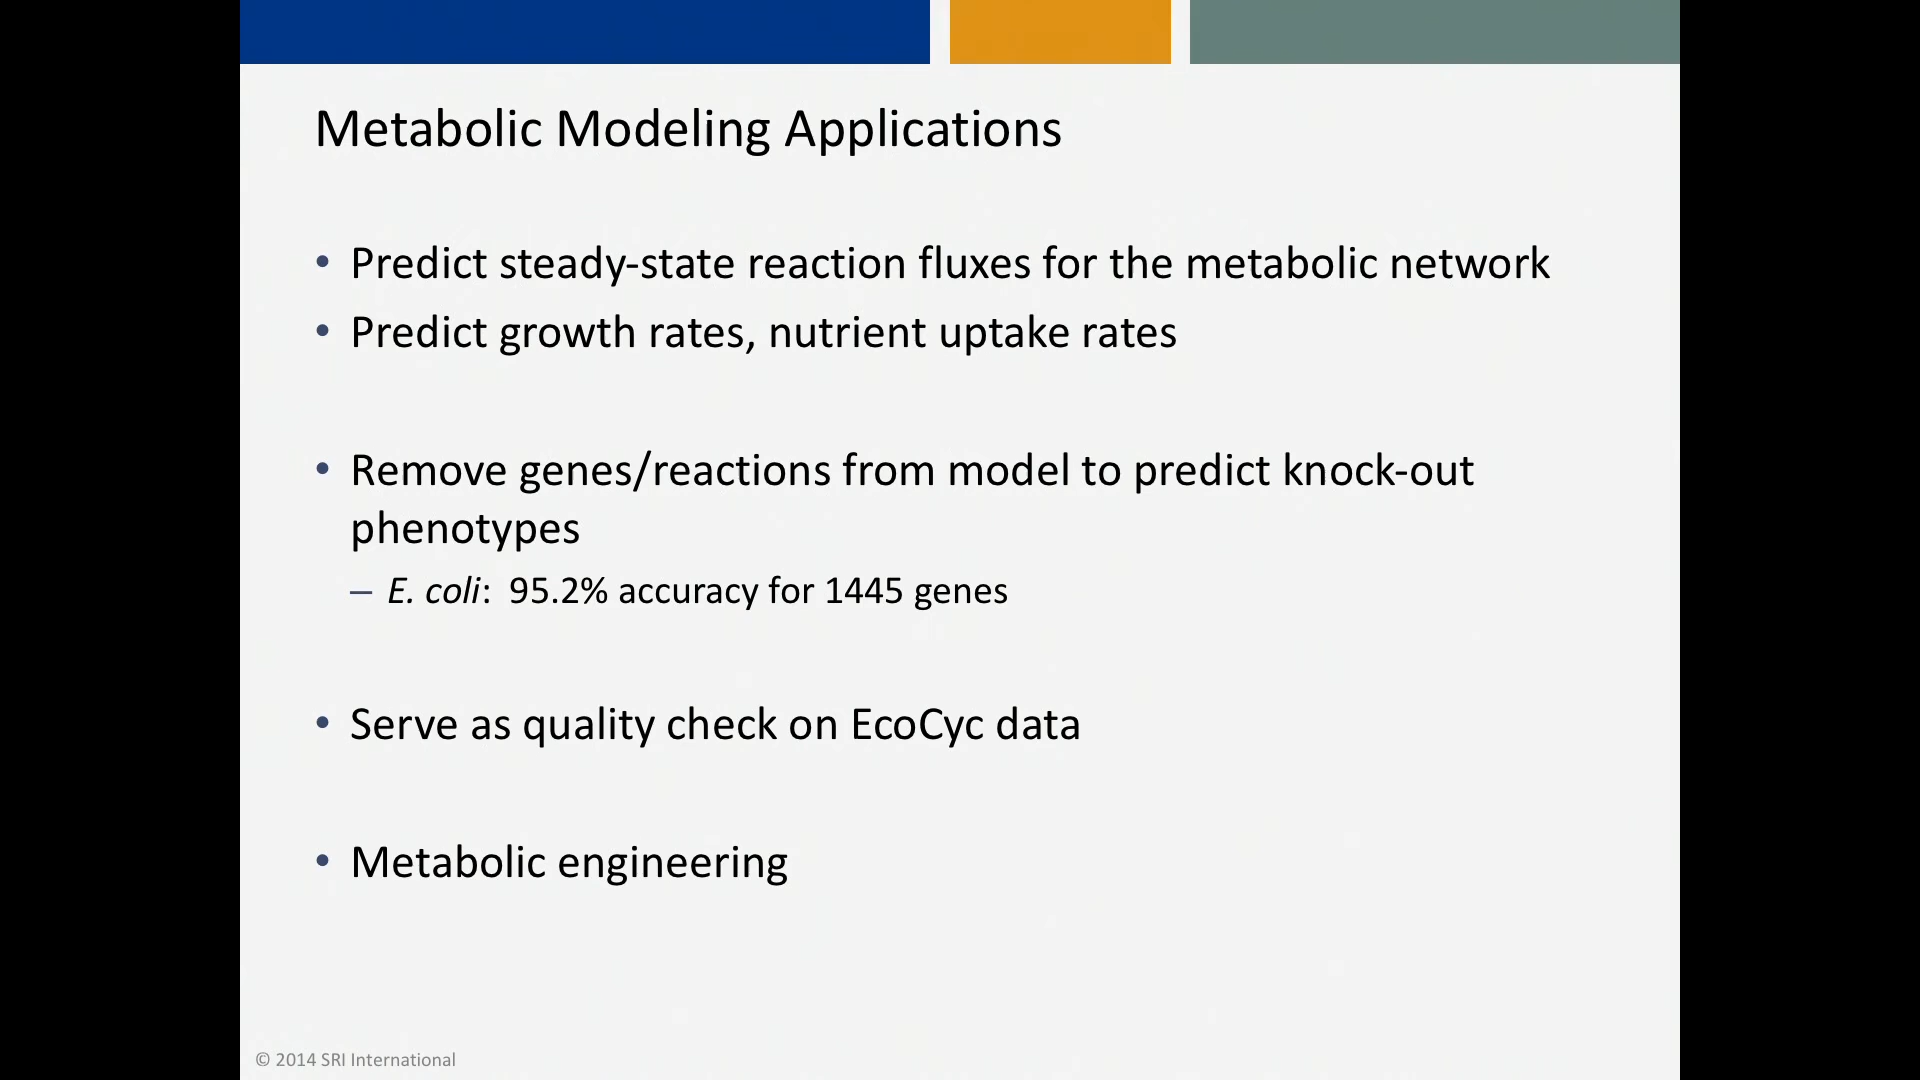 Metabolic Modeling Applications
• Predict steady-state reaction fluxes for the metabolic network
• Predict growth rates, nutrient uptake rates
• Remove genes/reactions from model to predict knock-out
phenotypes
– E. coli:  95.2% accuracy for 1445 genes
• Serve as quality check on EcoCyc data
• Metabolic engineering
© 2014 SRI International